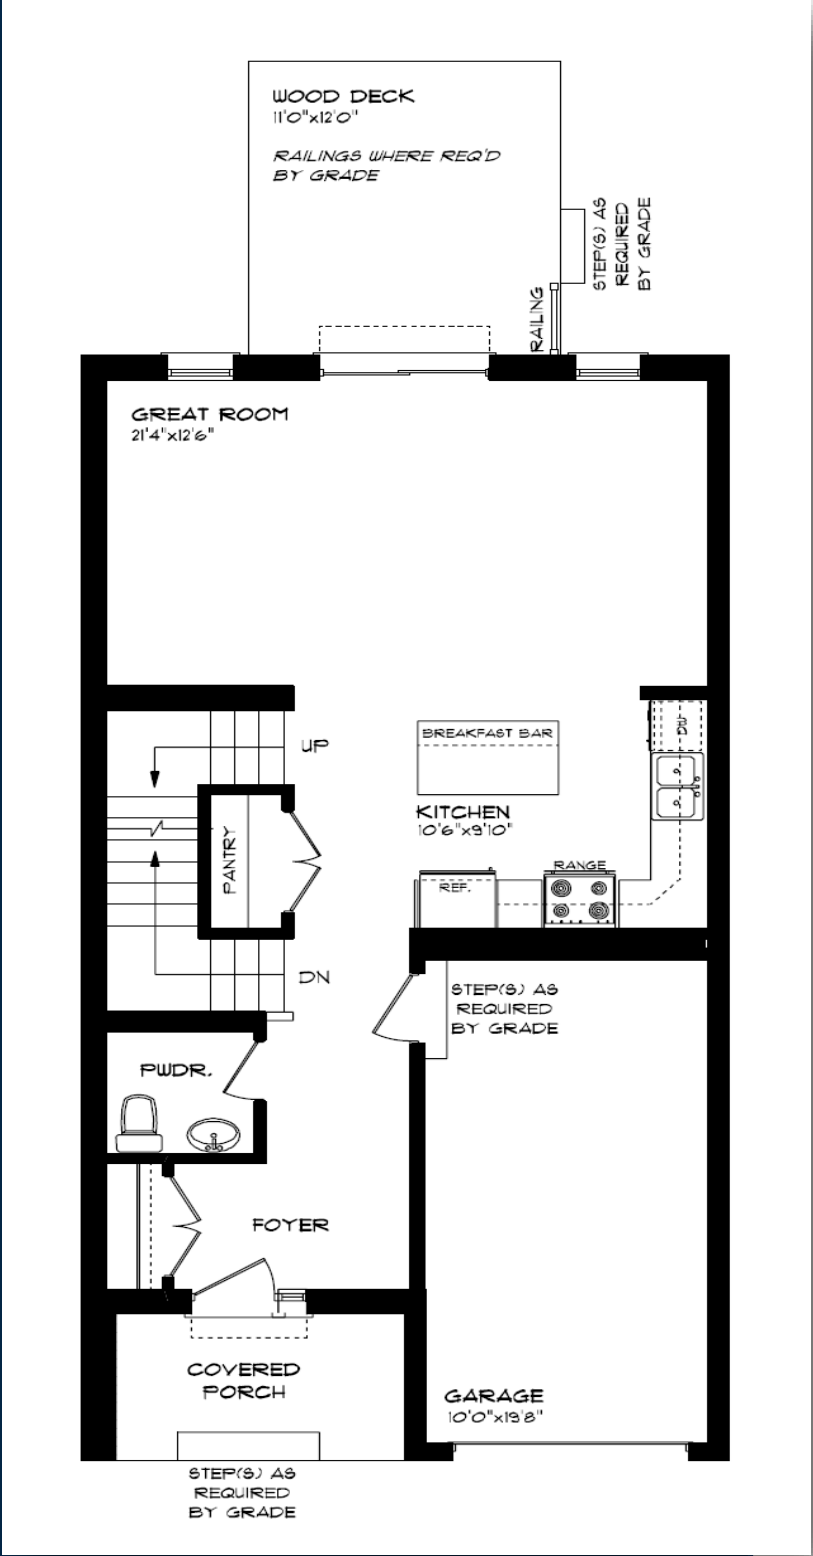 WOOD DECK
11'0"x12'0"
RAILINGS WHERE REQ'D
BY GRADE
STEP(S) AS
REQUIRED
BY GRADE
RAILING
GREAT ROOM
21'4"x12'6"
UP
BREAKFAST BAR
DW
KITCHEN
10'6"x9'10"
PANTRY
RANGE
REF.
DN
STEP(S) AS
REQUIRED
BY GRADE
PWDR.
FOYER
COVERED
PORCH
GARAGE
10'0"x19'8"
STEP(S) AS
REQUIRED
BY GRADE